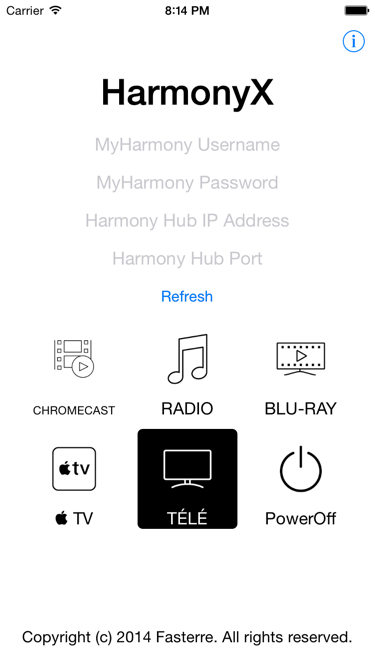 Carrier 8:14 PM
i
HarmonyX
MyHarmony Username
MyHarmony Password
Harmony Hub IP Address
Harmony Hub Port
Refresh
CHROMECAST RADIO BLU-RAY
tv
TV TÉLÉ PowerOff
Copyright (c) 2014 Fasterre. All rights reserved.